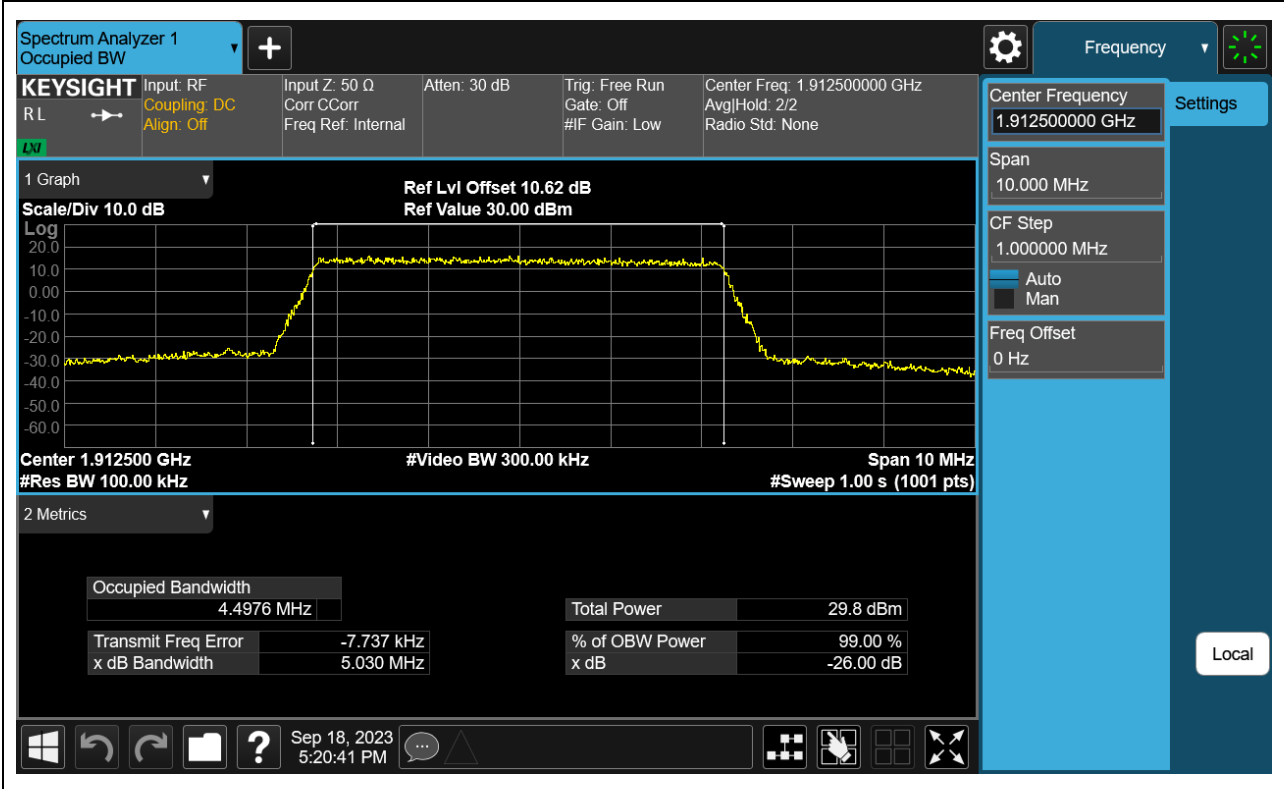 Spectrum Analyzer 1
Occupied BW
Frequency
KEYSIGHT
R L
LXI
Input: RF
Coupling: DC
Align: Off
Input Z: 50 Ω
Corr CCorr
Freq Ref: Internal
Atten: 30 dB
Trig: Free Run
Gate: Off
#IF Gain: Low
Center Freq: 1.912500000 GHz
Avg|Hold: 2/2
Radio Std: None
Center Frequency
1.912500000 GHz
Settings
Span
10.000 MHz
CF Step
1.000000 MHz
Auto
Man
Freq Offset
0 Hz
Local
1 Graph
Ref Lvl Offset 10.62 dB
Scale/Div 10.0 dB
Ref Value 30.00 dBm
Log
20.0
10.0
0.00
-10.0
-20.0
-30.0
-40.0
-50.0
-60.0
Center 1.912500 GHz
#Video BW 300.00 kHz
Span 10 MHz
#Res BW 100.00 kHz
#Sweep 1.00 s (1001 pts)
2 Metrics
Occupied Bandwidth
4.4976 MHz
Total Power 29.8 dBm
Transmit Freq Error -7.737 kHz
% of OBW Power 99.00 %
x dB Bandwidth 5.030 MHz
x dB -26.00 dB
Sep 18, 2023
5:20:41 PM